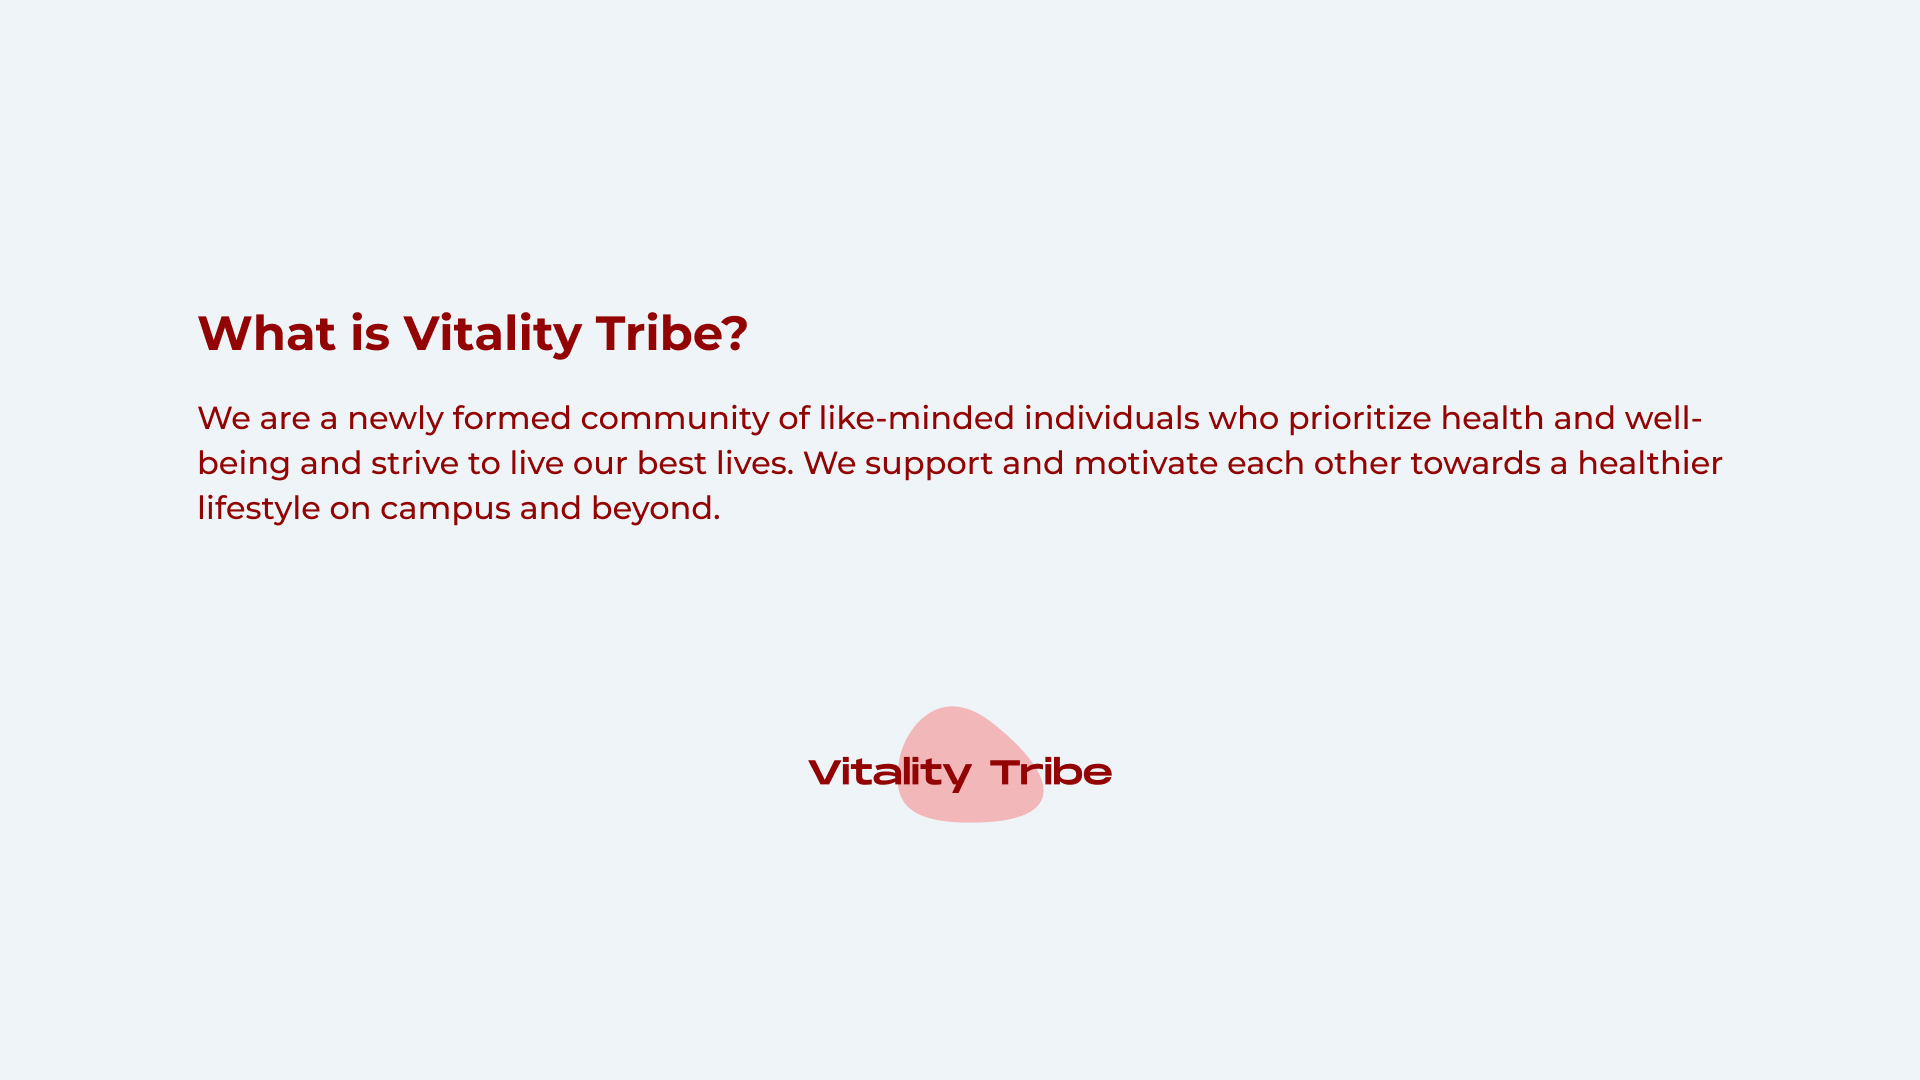 What is Vitality Tribe?
We are a newly formed community of like-minded individuals who prioritize health and well-
being and strive to live our best lives. We support and motivate each other towards a healthier
lifestyle on campus and beyond.
Vitality Tribe